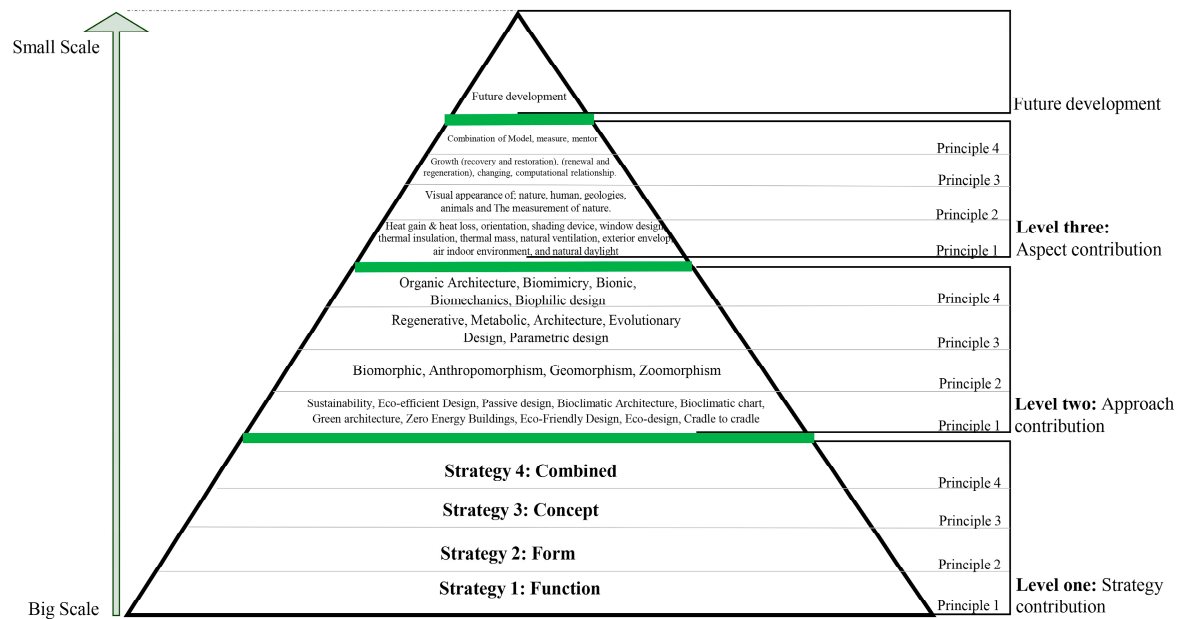 Small Scale
Future development
Future development
Combination of Model, measure, mentor
Principle 4
Growth (recovery and restoration), (renewal and
regeneration), changing, computational relationship.
Principle 3
Visual appearance of; nature, human, geologies,
animals and The measurement of nature.
Principle 2
Heat gain & heat loss, orientation, shading device, window design,
thermal insulation, thermal mass, natural ventilation, exterior envelop,
air indoor environment, and natural daylight
Principle 1
Level three:
Aspect contribution
Organic Architecture, Biomimicry, Bionic,
Biomechanics, Biophilic design
Principle 4
Regenerative, Metabolic, Architecture, Evolutionary
Design, Parametric design
Principle 3
Biomorphic, Anthropomorphism, Geomorphism, Zoomorphism
Principle 2
Sustainability, Eco-efficient Design, Passive design, Bioclimatic Architecture, Bioclimatic chart,
Green architecture, Zero Energy Buildings, Eco-Friendly Design, Eco-design, Cradle to cradle
Principle 1
Level two: Approach
contribution
Strategy 4: Combined
Principle 4
Strategy 3: Concept
Principle 3
Strategy 2: Form
Principle 2
Strategy 1: Function
Principle 1
Level one: Strategy
contribution
Big Scale